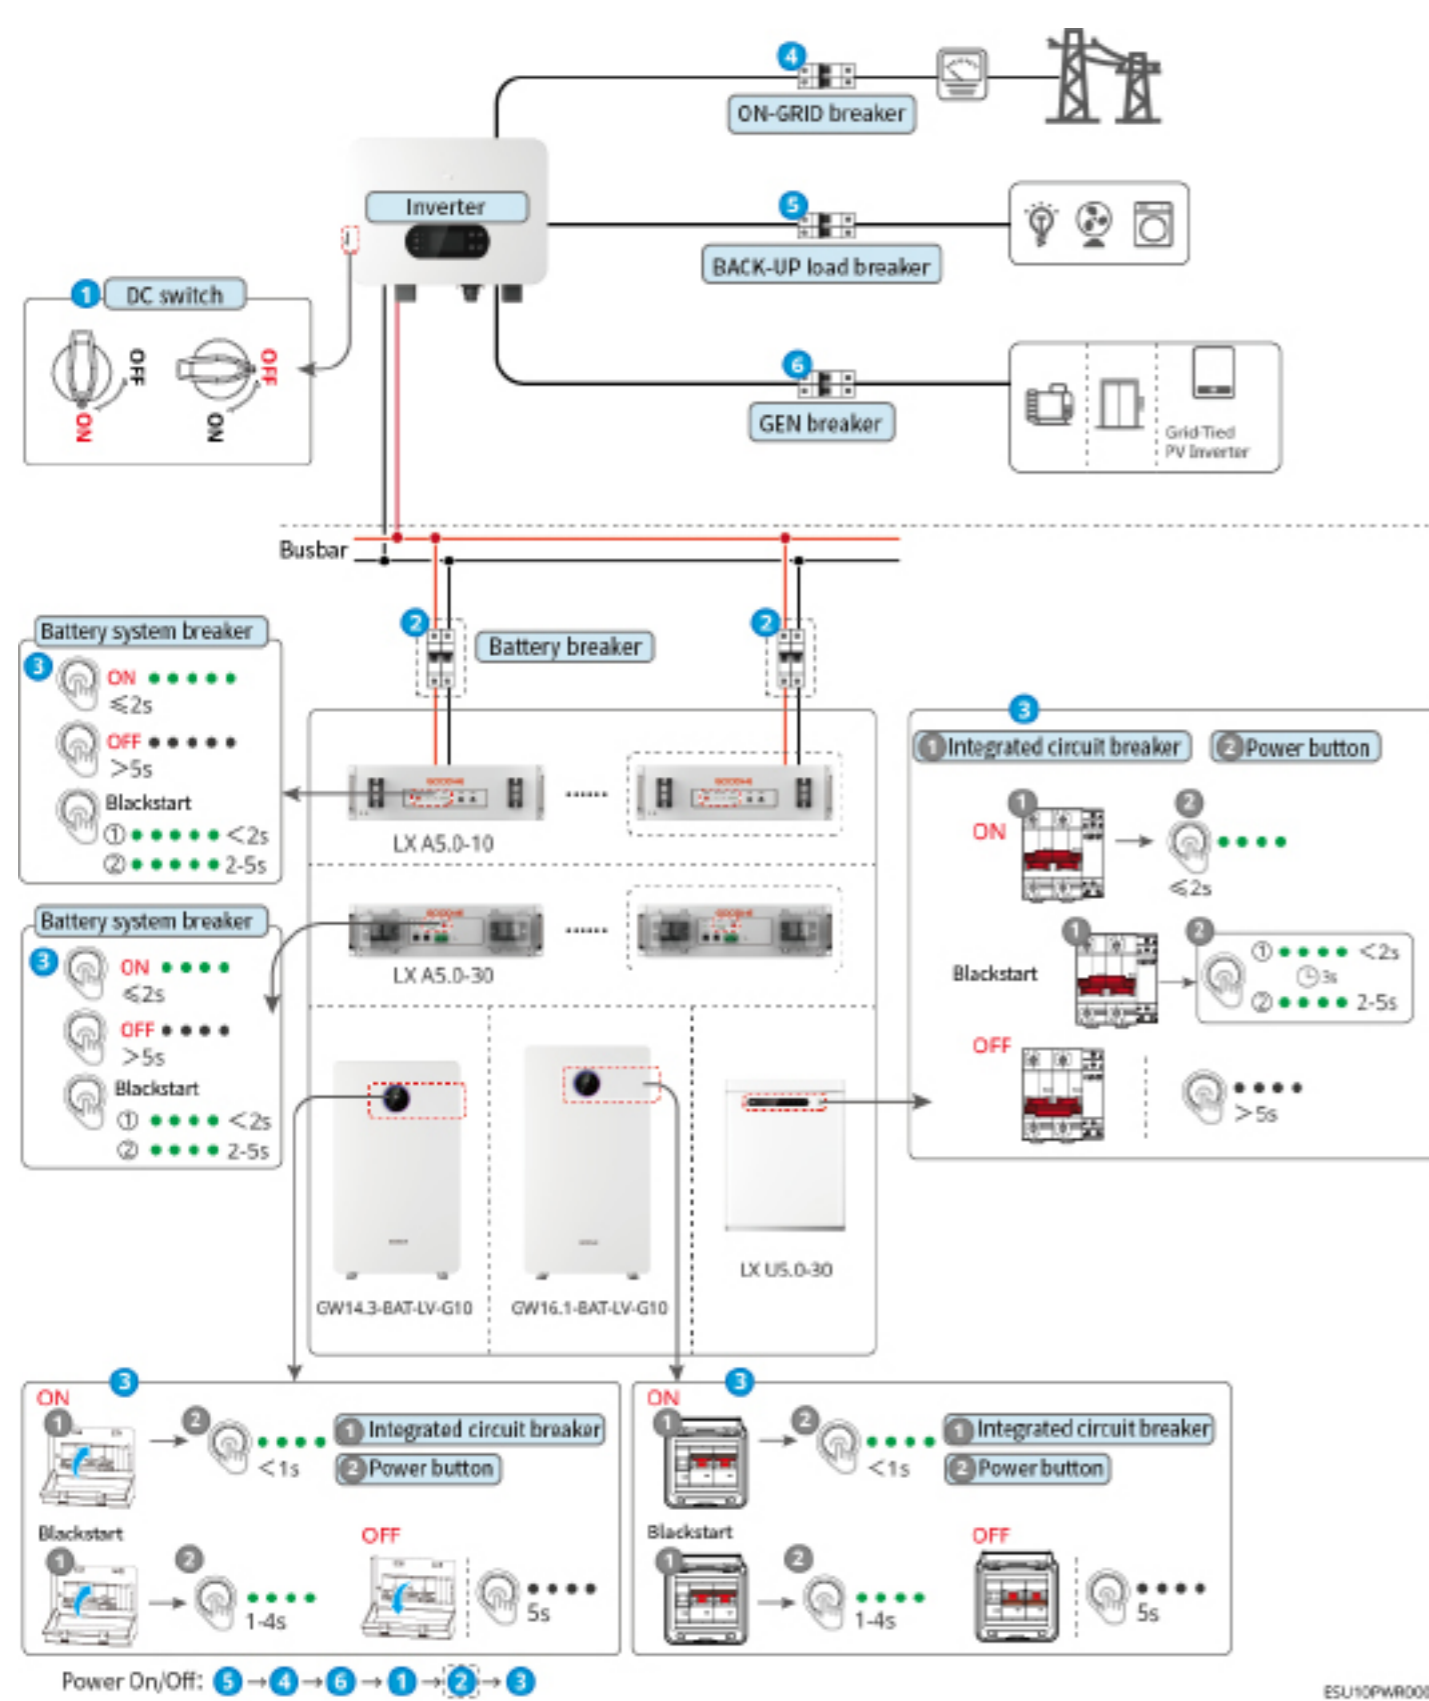 4
ON-GRID breaker
Inverter
5
BACK-UP load breaker
1 DC switch
OFF
ON
OFF
ON
6
GEN breaker
Grid-Tied
PV Inverter
Busbar
2
Battery breaker
2
Battery system breaker
3
ON
≤2s
OFF
>5s
Blackstart
① <2s
② 2-5s
LX A5.0-10
......
Battery system breaker
3
ON
≤2s
OFF
>5s
Blackstart
① <2s
② 2-5s
LX A5.0-30
......
3
1 Integrated circuit breaker
2 Power button
ON
1
2
≤2s
Blackstart
1
2
① <2s
3s
② 2-5s
OFF
>5s
GW14.3-BAT-LV-G10
GW16.1-BAT-LV-G10
LX U5.0-30
3
ON
1
2
<1s
1 Integrated circuit breaker
2 Power button
Blackstart
1
2
1-4s
OFF
5s
3
ON
1
2
<1s
1 Integrated circuit breaker
2 Power button
Blackstart
1
2
1-4s
OFF
5s
Power On/Off: 5 → 4 → 6 → 1 → 2 → 3